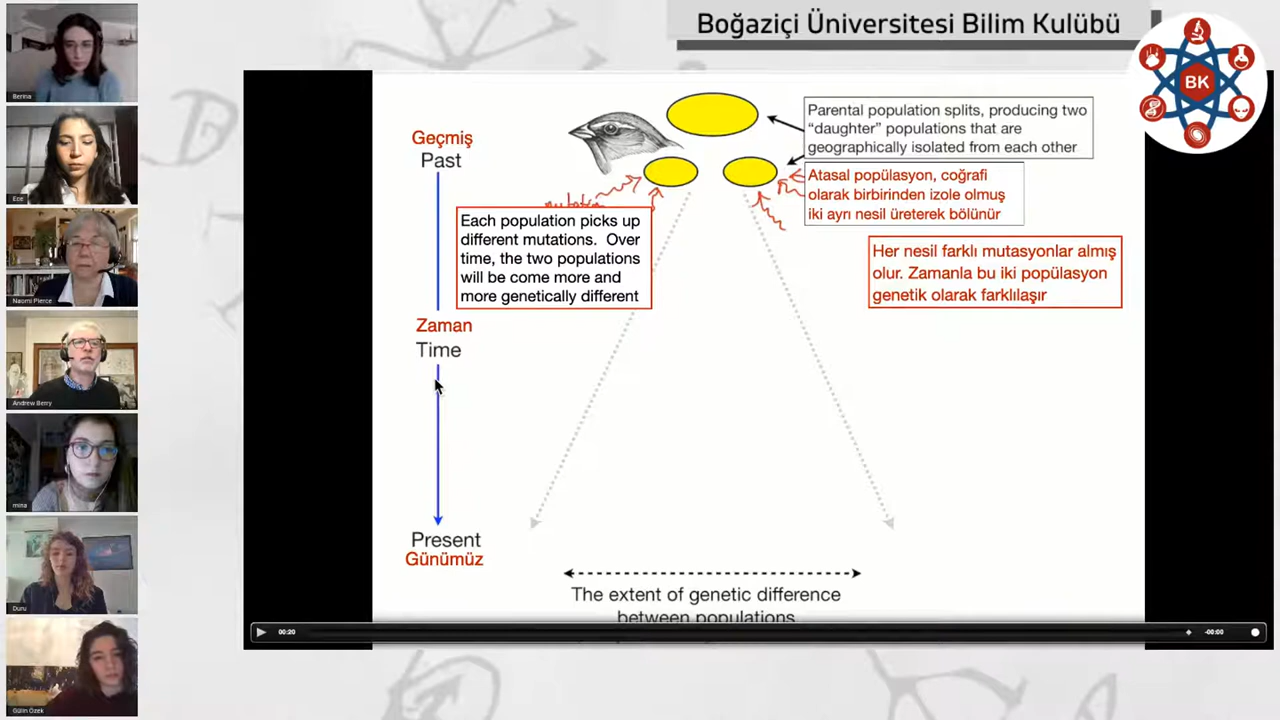 Boğaziçi Üniversitesi Bilim Kulübü
BK
Berina
Ece
Naomi Pierce
Andrew Berry
mina
Duru
Gülin Özek
Geçmiş
Past
Zaman
Time
Present
Günümüz
Parental population splits, producing two
“daughter” populations that are
geographically isolated from each other
Atasal popülasyon, coğrafi
olarak birbirinden izole olmuş
iki ayrı nesil üreterek bölünür
mutation
Each population picks up
different mutations. Over
time, the two populations
will be come more and
more genetically different
Her nesil farklı mutasyonlar almış
olur. Zamanla bu iki popülasyon
genetik olarak farklılaşır
The extent of genetic difference
between populations
00:20
-00:00